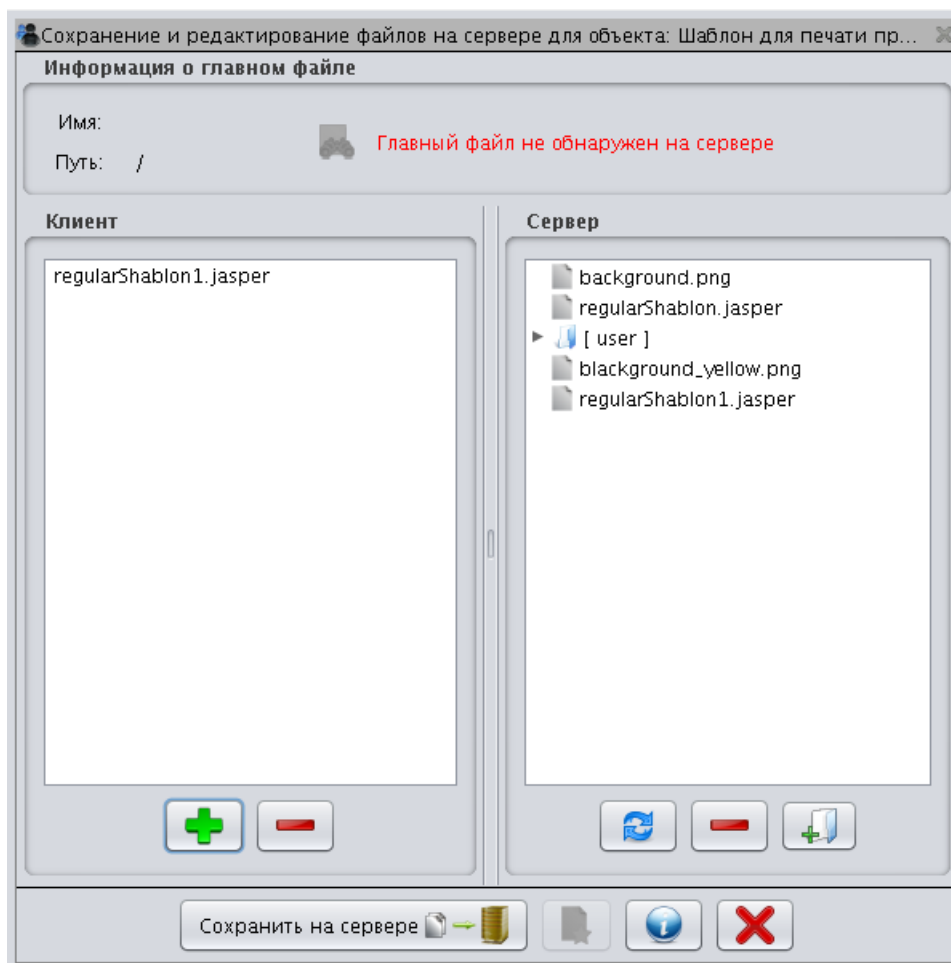 Сохранение и редактирование файлов на сервере для объекта: Шаблон для печати пр...
Информация о главном файле
Имя:
Главный файл не обнаружен на сервере
Путь: /
Клиент
regularShablon1.jasper
Сервер
background.png
regularShablon.jasper
[ user ]
blackground_yellow.png
regularShablon1.jasper
Сохранить на сервере